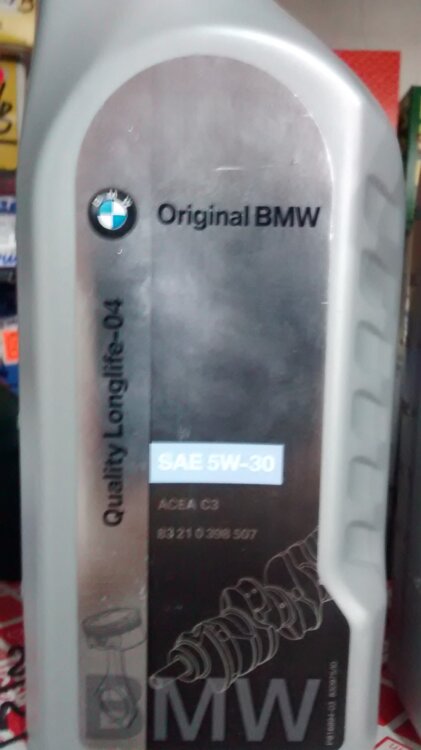 Original BMW
Quality Longlife-04
SAE 5W-30
ACEA C3
83 21 0 398 507
BMW